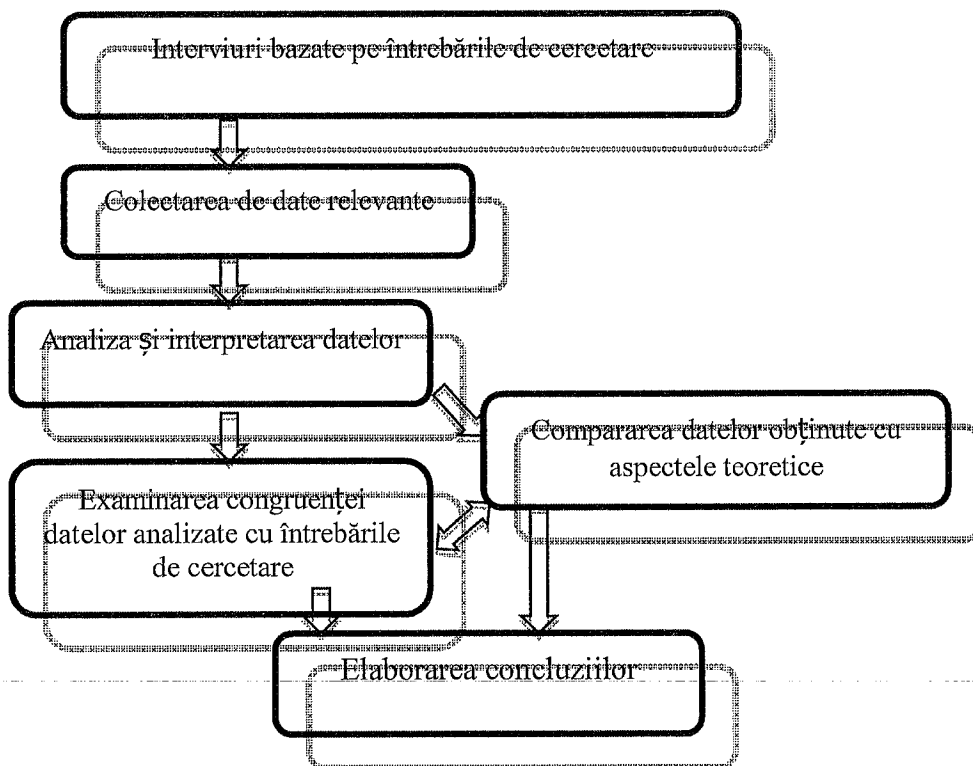 Interviuri bazate pe întrebările de cercetare
Colectarea de date relevante
Analiza și interpretarea datelor
Compararea datelor obținute cu
aspectele teoretice
Examinarea congruenței
datelor analizate cu întrebările
de cercetare
Elaborarea concluziilor